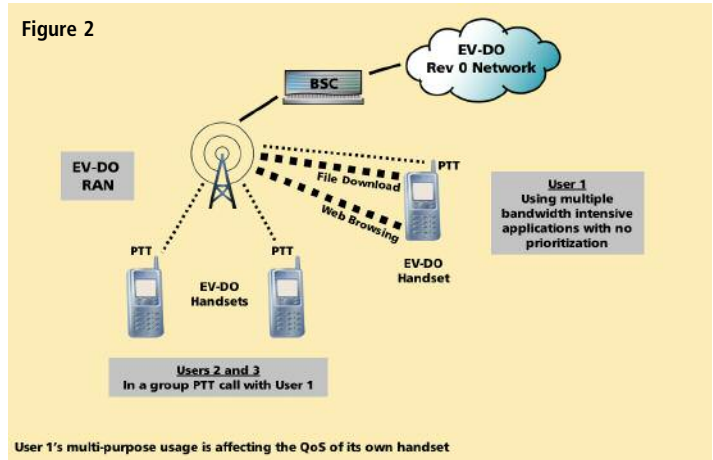 Figure 2
EV-DO
Rev 0 Network
BSC
EV-DO
RAN
PTT
File Download
Web Browsing
User 1
Using multiple
bandwidth intensive
applications with no
prioritization
EV-DO
Handset
PTT
PTT
EV-DO
Handsets
Users 2 and 3
In a group PTT call with User 1
User 1's multi-purpose usage is affecting the QoS of its own handset